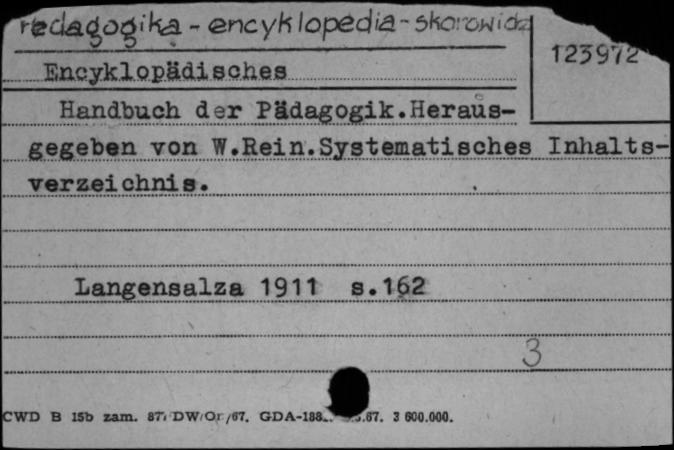 pedagogika - encyklopedia - skorowidz
123972
Encyklopädisches
Handbuch der Pädagogik.Heraus-
gegeben von W.Rein.Systematisches Inhalts-
verzeichnis.
Langensalza 1911 s.162
3
CWD B 15b zam. 87 DW/Or/67. GDA-188 .67. 3 600.000.